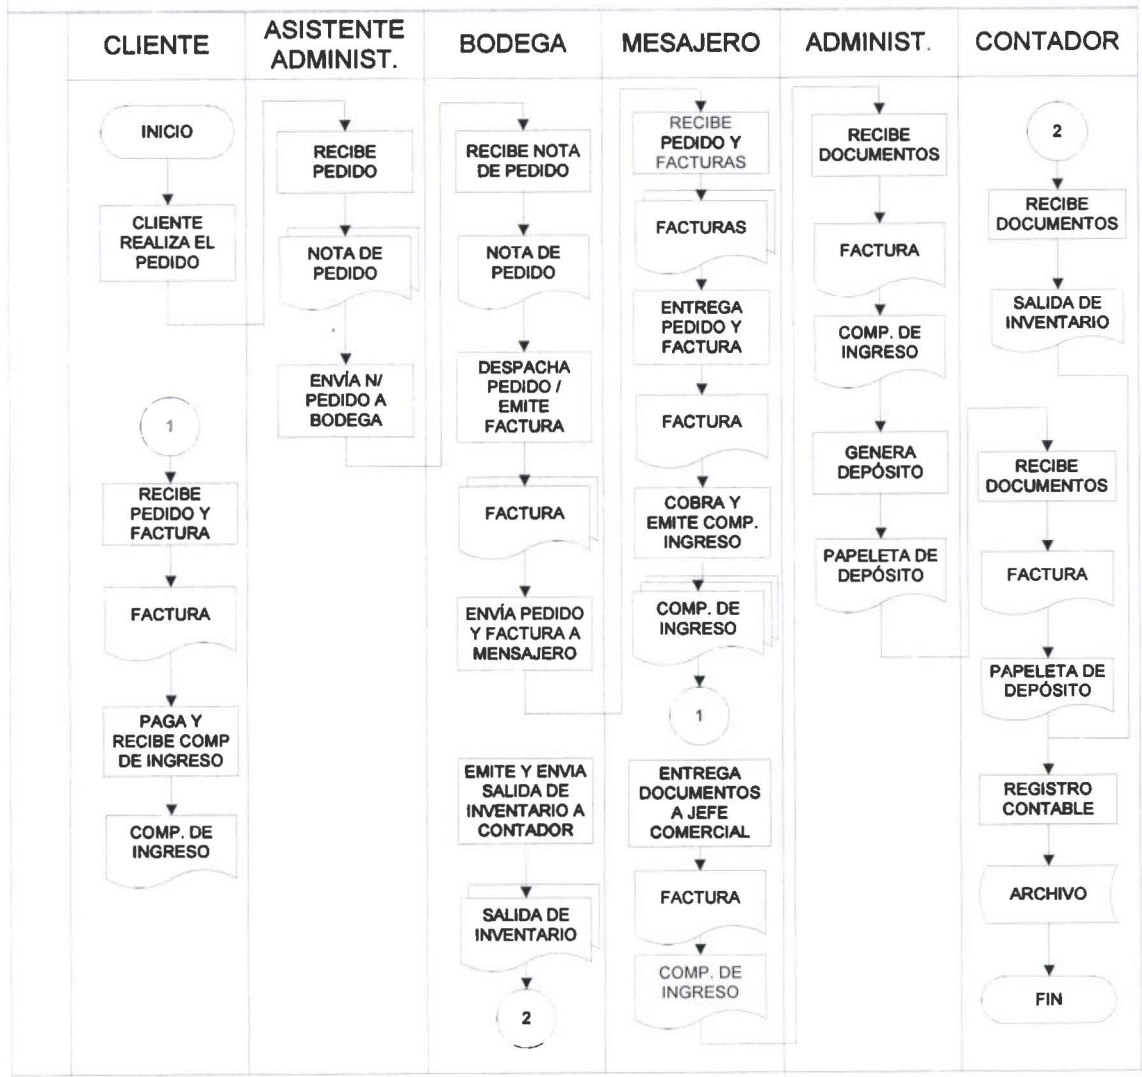 CLIENTE
ASISTENTE
ADMINIST.
BODEGA
MESAJERO
ADMINIST.
CONTADOR
INICIO
CLIENTE
REALIZA EL
PEDIDO
1
RECIBE
PEDIDO Y
FACTURA
FACTURA
PAGA Y
RECIBE COMP
DE INGRESO
COMP. DE
INGRESO
RECIBE
PEDIDO
NOTA DE
PEDIDO
ENVÍA N/
PEDIDO A
BODEGA
RECIBE NOTA
DE PEDIDO
NOTA DE
PEDIDO
DESPACHA
PEDIDO /
EMITE
FACTURA
FACTURA
ENVÍA PEDIDO
Y FACTURA A
MENSAJERO
EMITE Y ENVIA
SALIDA DE
INVENTARIO A
CONTADOR
SALIDA DE
INVENTARIO
2
RECIBE
PEDIDO Y
FACTURAS
FACTURAS
ENTREGA
PEDIDO Y
FACTURA
FACTURA
COBRA Y
EMITE COMP.
INGRESO
COMP. DE
INGRESO
1
ENTREGA
DOCUMENTOS
A JEFE
COMERCIAL
FACTURA
COMP. DE
INGRESO
RECIBE
DOCUMENTOS
FACTURA
COMP. DE
INGRESO
GENERA
DEPÓSITO
PAPELETA DE
DEPÓSITO
2
RECIBE
DOCUMENTOS
SALIDA DE
INVENTARIO
RECIBE
DOCUMENTOS
FACTURA
PAPELETA DE
DEPÓSITO
REGISTRO
CONTABLE
ARCHIVO
FIN